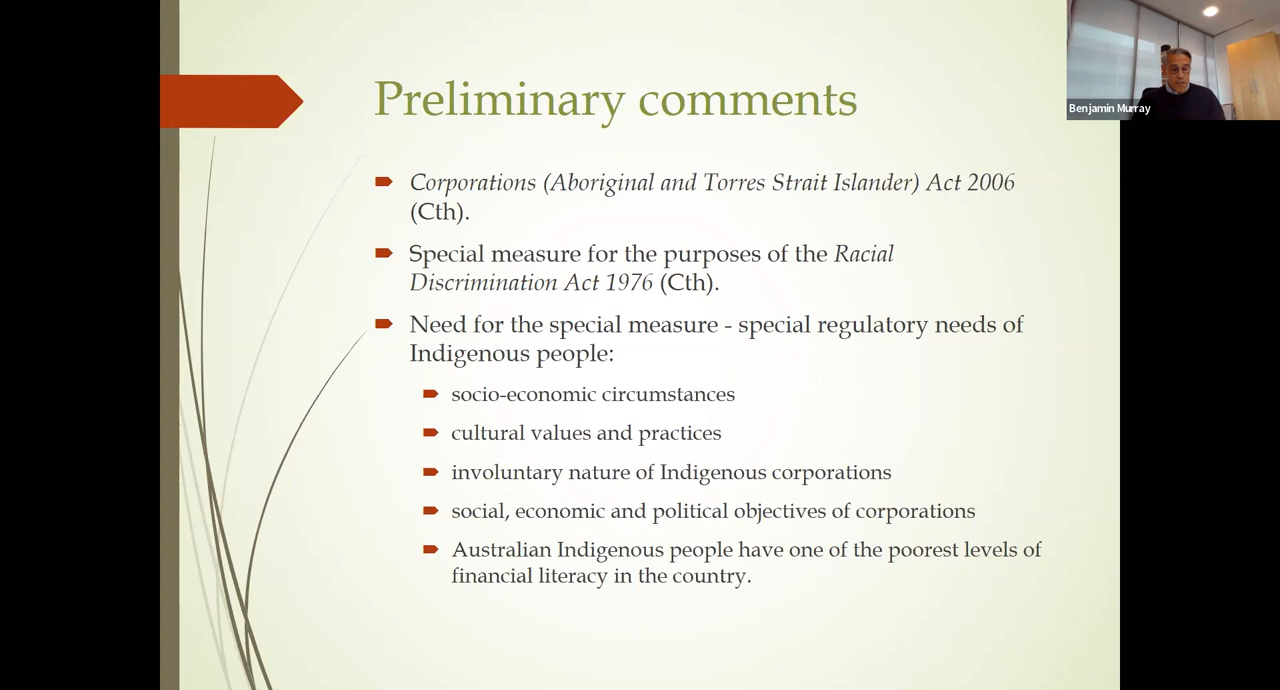 Preliminary comments
Benjamin Murray
Corporations (Aboriginal and Torres Strait Islander) Act 2006
(Cth).
Special measure for the purposes of the Racial
Discrimination Act 1976 (Cth).
Need for the special measure - special regulatory needs of
Indigenous people:
socio-economic circumstances
cultural values and practices
involuntary nature of Indigenous corporations
social, economic and political objectives of corporations
Australian Indigenous people have one of the poorest levels of
financial literacy in the country.